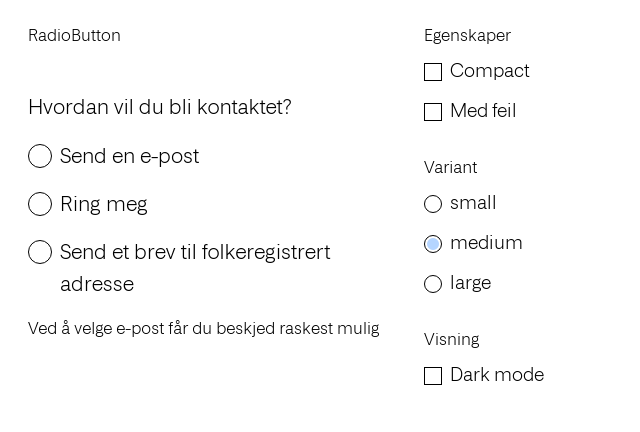 RadioButton
Hvordan vil du bli kontaktet?
Send en e-post
Ring meg
Send et brev til folkeregistrert
adresse
Ved å velge e-post får du beskjed raskest mulig
Egenskaper
Compact
Med feil
Variant
small
medium
large
Visning
Dark mode